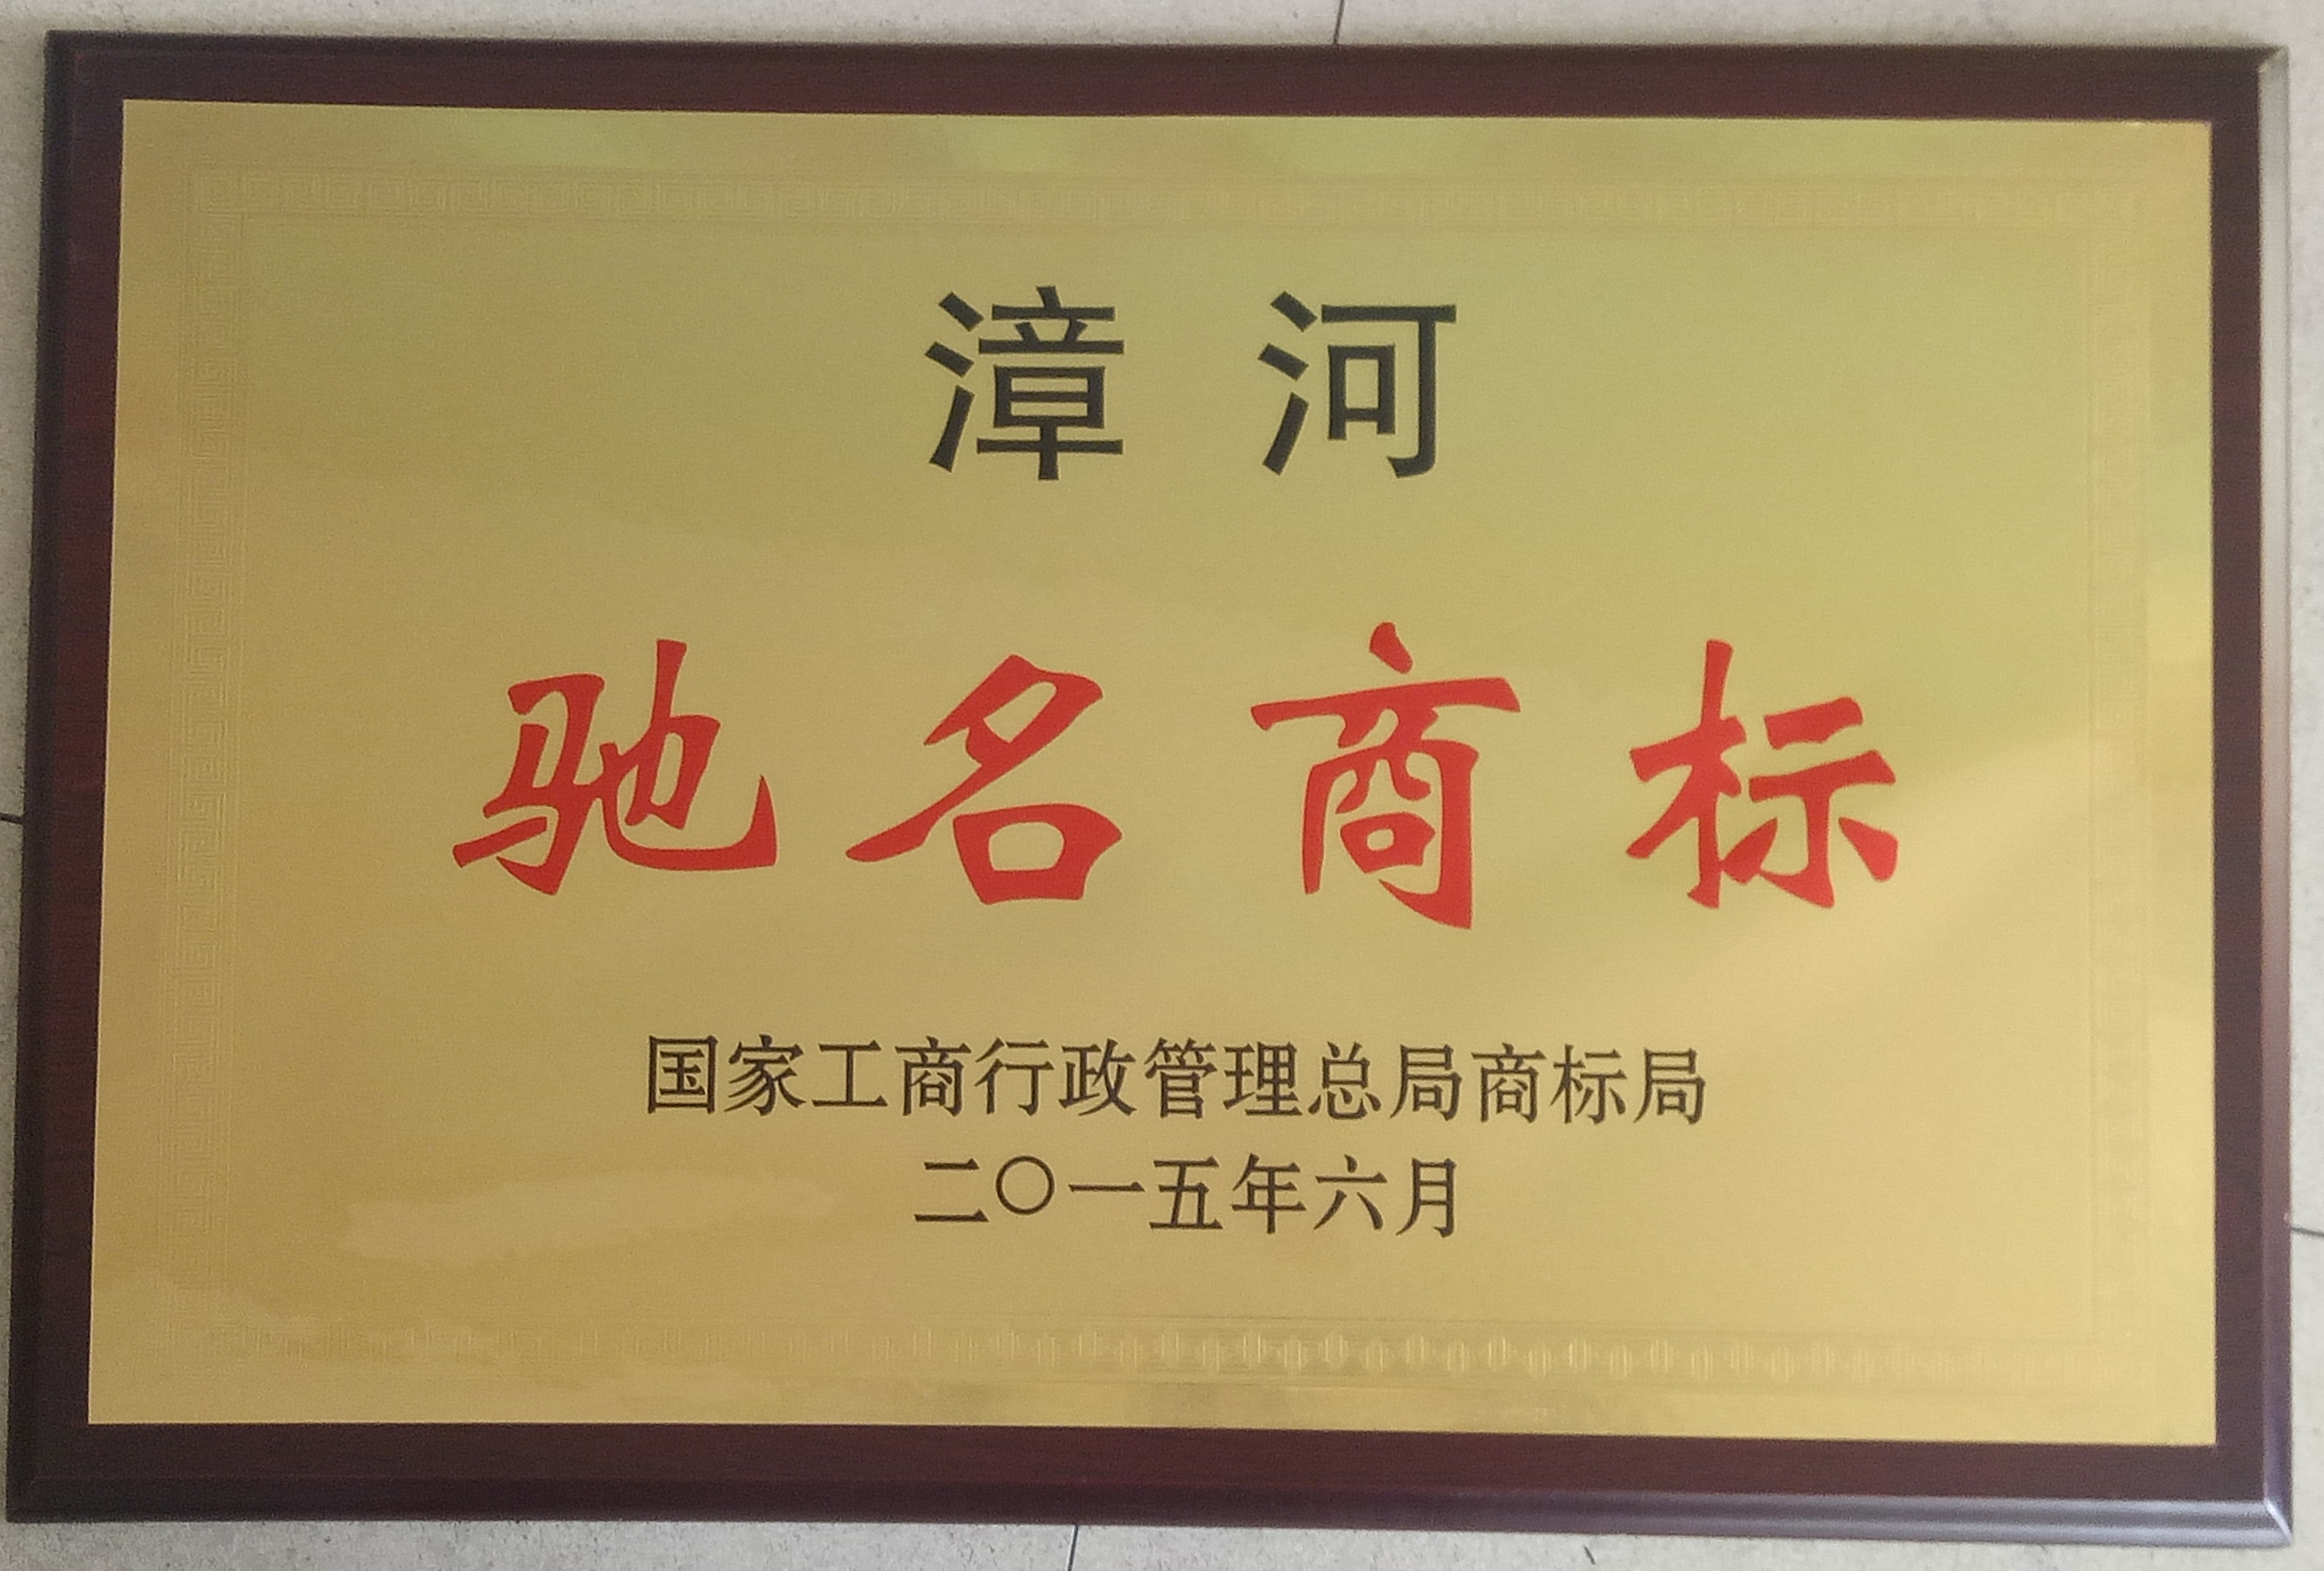 漳河
驰名商标
国家工商行政管理总局商标局
二〇一五年六月